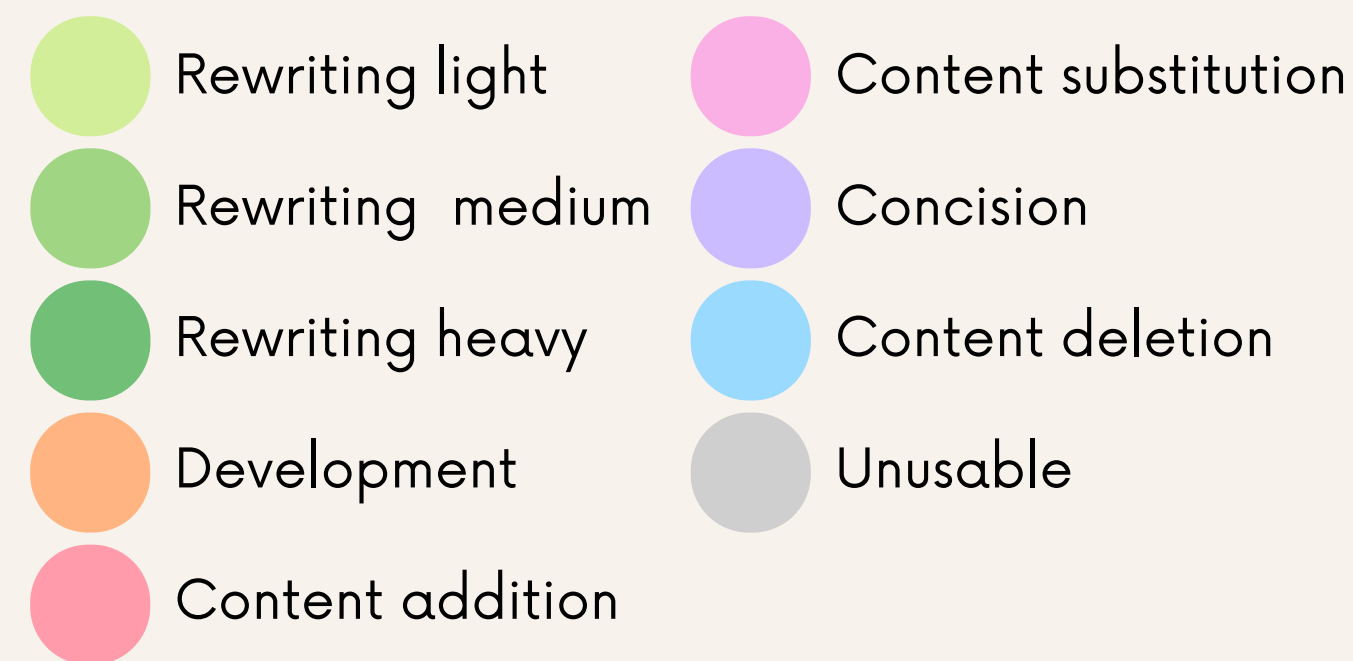 Rewriting light
Rewriting medium
Rewriting heavy
Development
Content addition
Content substitution
Concision
Content deletion
Unusable